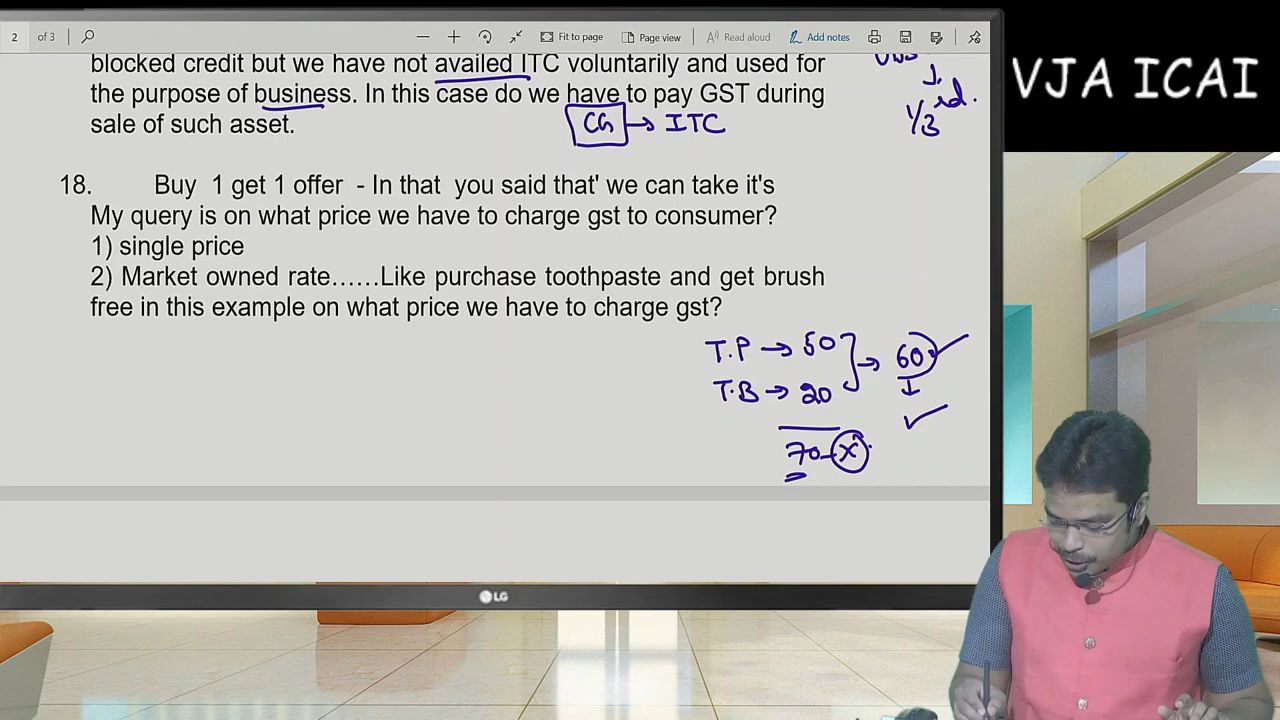 2 of 3 Fit to page Page view Read aloud Add notes
VJA ICAI
blocked credit but we have not availed ITC voluntarily and used for
the purpose of business. In this case do we have to pay GST during
sale of such asset.
CG → ITC
1/3 rd.
18. Buy 1 get 1 offer - In that you said that' we can take it's
My query is on what price we have to charge gst to consumer?
1) single price
2) Market owned rate……Like purchase toothpaste and get brush
free in this example on what price we have to charge gst?
T.P → 50
T.B → 20
→ 60
70 - x
LG